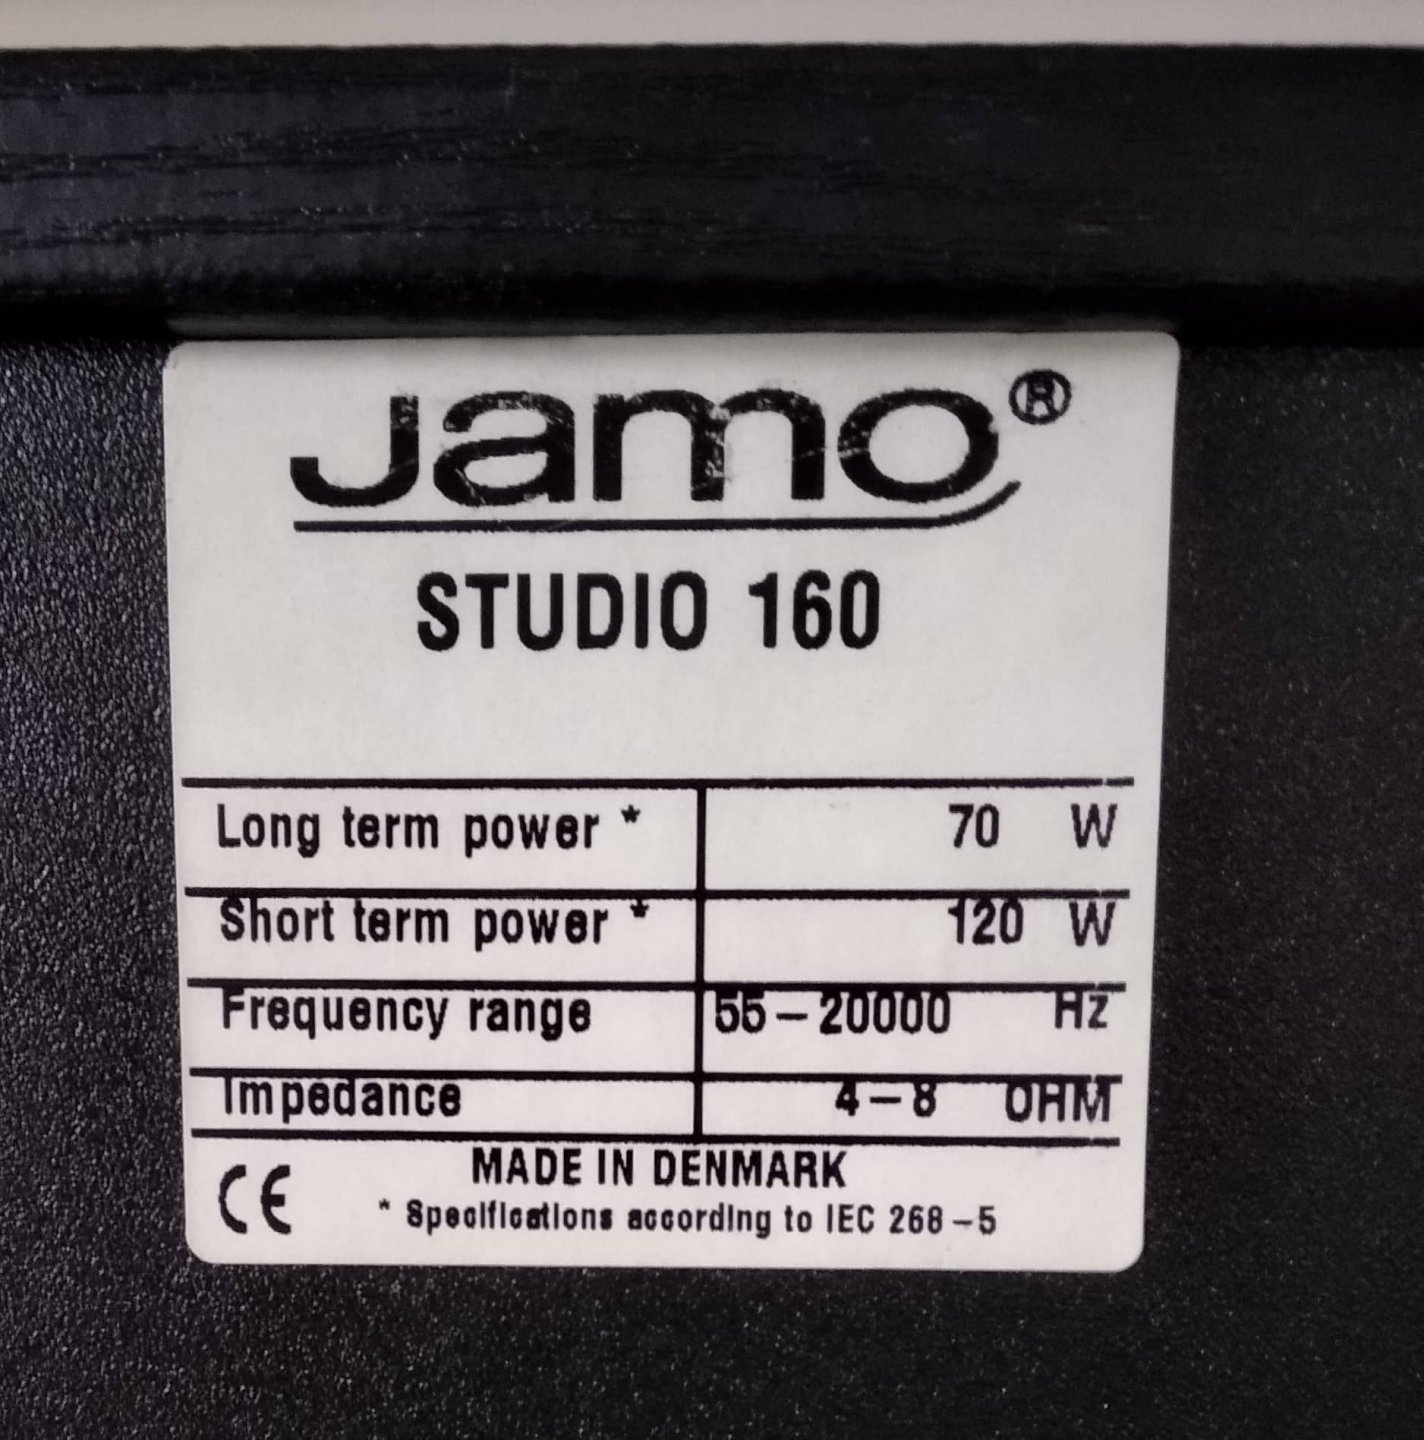 Jamo®
STUDIO 160
Long term power * 70 W
Short term power * 120 W
Frequency range 55-20000 Hz
Impedance 4-8 OHM
MADE IN DENMARK
CE * Specifications according to IEC 268-5